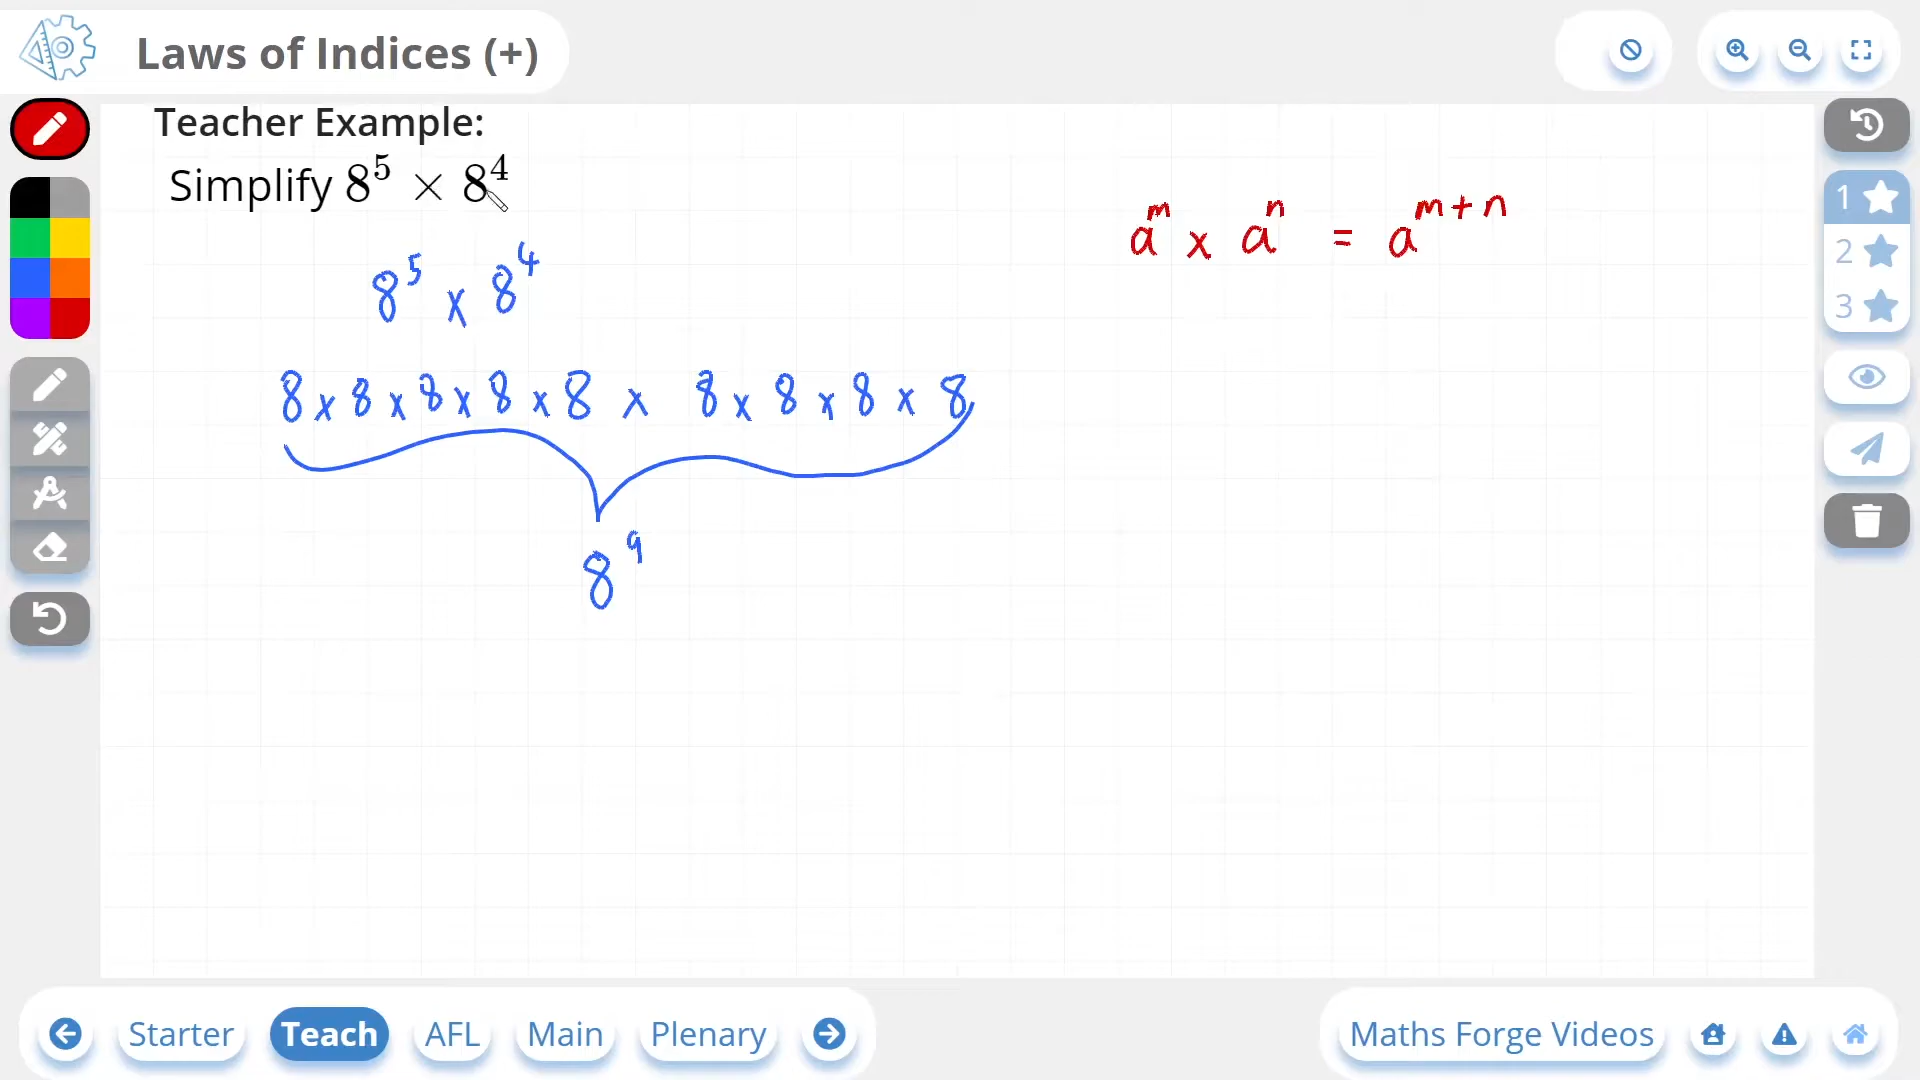 Laws of Indices (+)
Teacher Example:
Simplify 8⁵ × 8⁴
8⁵ x 8⁴
8 x 8 x 8 x 8 x 8 x 8 x 8 x 8 x 8
8⁹
aᵐ x aⁿ = aᵐ⁺ⁿ
1
2
3
Starter
Teach
AFL
Main
Plenary
Maths Forge Videos